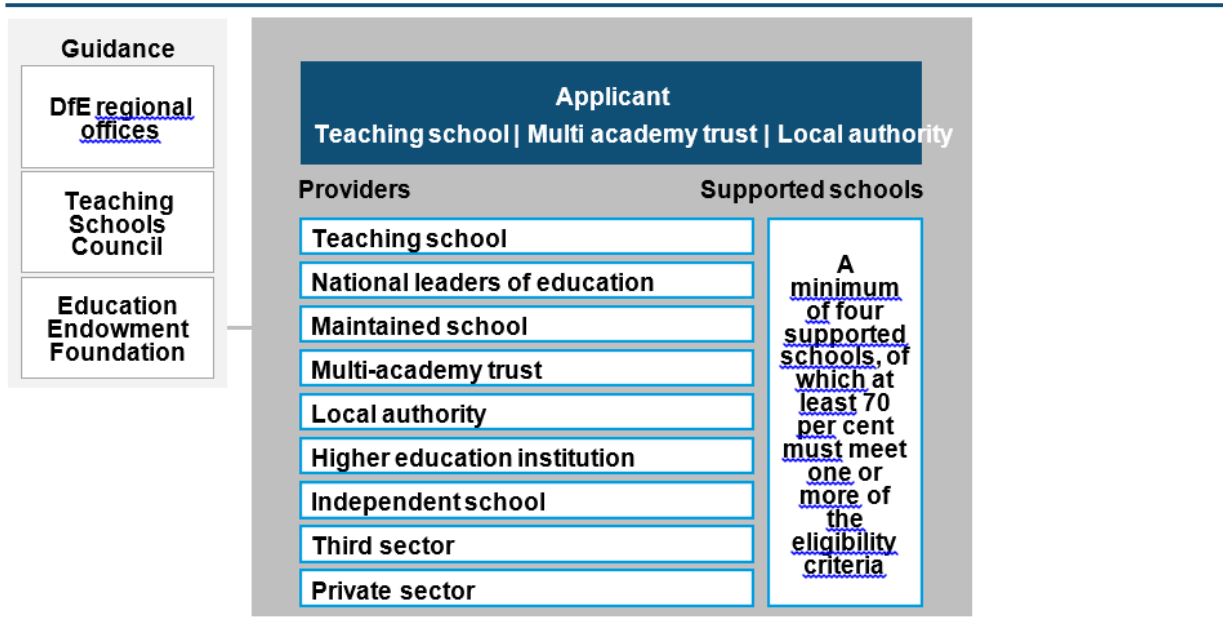 Guidance
DfE regional
offices
Teaching
Schools
Council
Education
Endowment
Foundation
Applicant
Teaching school | Multi academy trust | Local authority
Providers
Supported schools
Teaching school
National leaders of education
Maintained school
Multi-academy trust
Local authority
Higher education institution
Independent school
Third sector
Private sector
A
minimum
of four
supported
schools, of
which at
least 70
per cent
must meet
one or
more of
the
eligibility
criteria